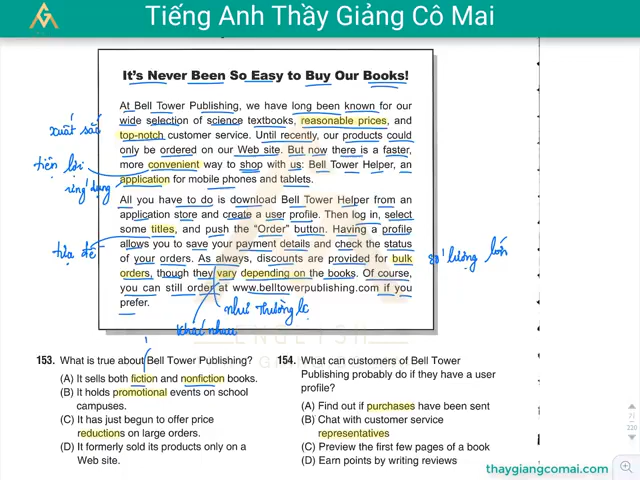 Tiếng Anh Thầy Giảng Cô Mai
It's Never Been So Easy to Buy Our Books!
At Bell Tower Publishing, we have long been known for our
wide selection of science textbooks, reasonable prices, and
xuất sắc
top-notch customer service. Until recently, our products could
only be ordered on our Web site. But now there is a faster,
tiện lợi
more convenient way to shop with us: Bell Tower Helper, an
ứng dụng
application for mobile phones and tablets.
All you have to do is download Bell Tower Helper from an
application store and create a user profile. Then log in, select
some titles, and push the "Order" button. Having a profile
tựa đề
allows you to save your payment details and check the status
of your orders. As always, discounts are provided for bulk
số lượng lớn
orders, though they vary depending on the books. Of course,
you can still order at www.belltowerpublishing.com if you
prefer.
như thường lệ
khác nhau
ENGLISH
153. What is true about Bell Tower Publishing?
(A) It sells both fiction and nonfiction books.
(B) It holds promotional events on school
campuses.
(C) It has just begun to offer price
reductions on large orders.
(D) It formerly sold its products only on a
Web site.
154. What can customers of Bell Tower
Publishing probably do if they have a user
profile?
(A) Find out if purchases have been sent
(B) Chat with customer service
representatives
(C) Preview the first few pages of a book
(D) Earn points by writing reviews
220
thaygiangcomai.com